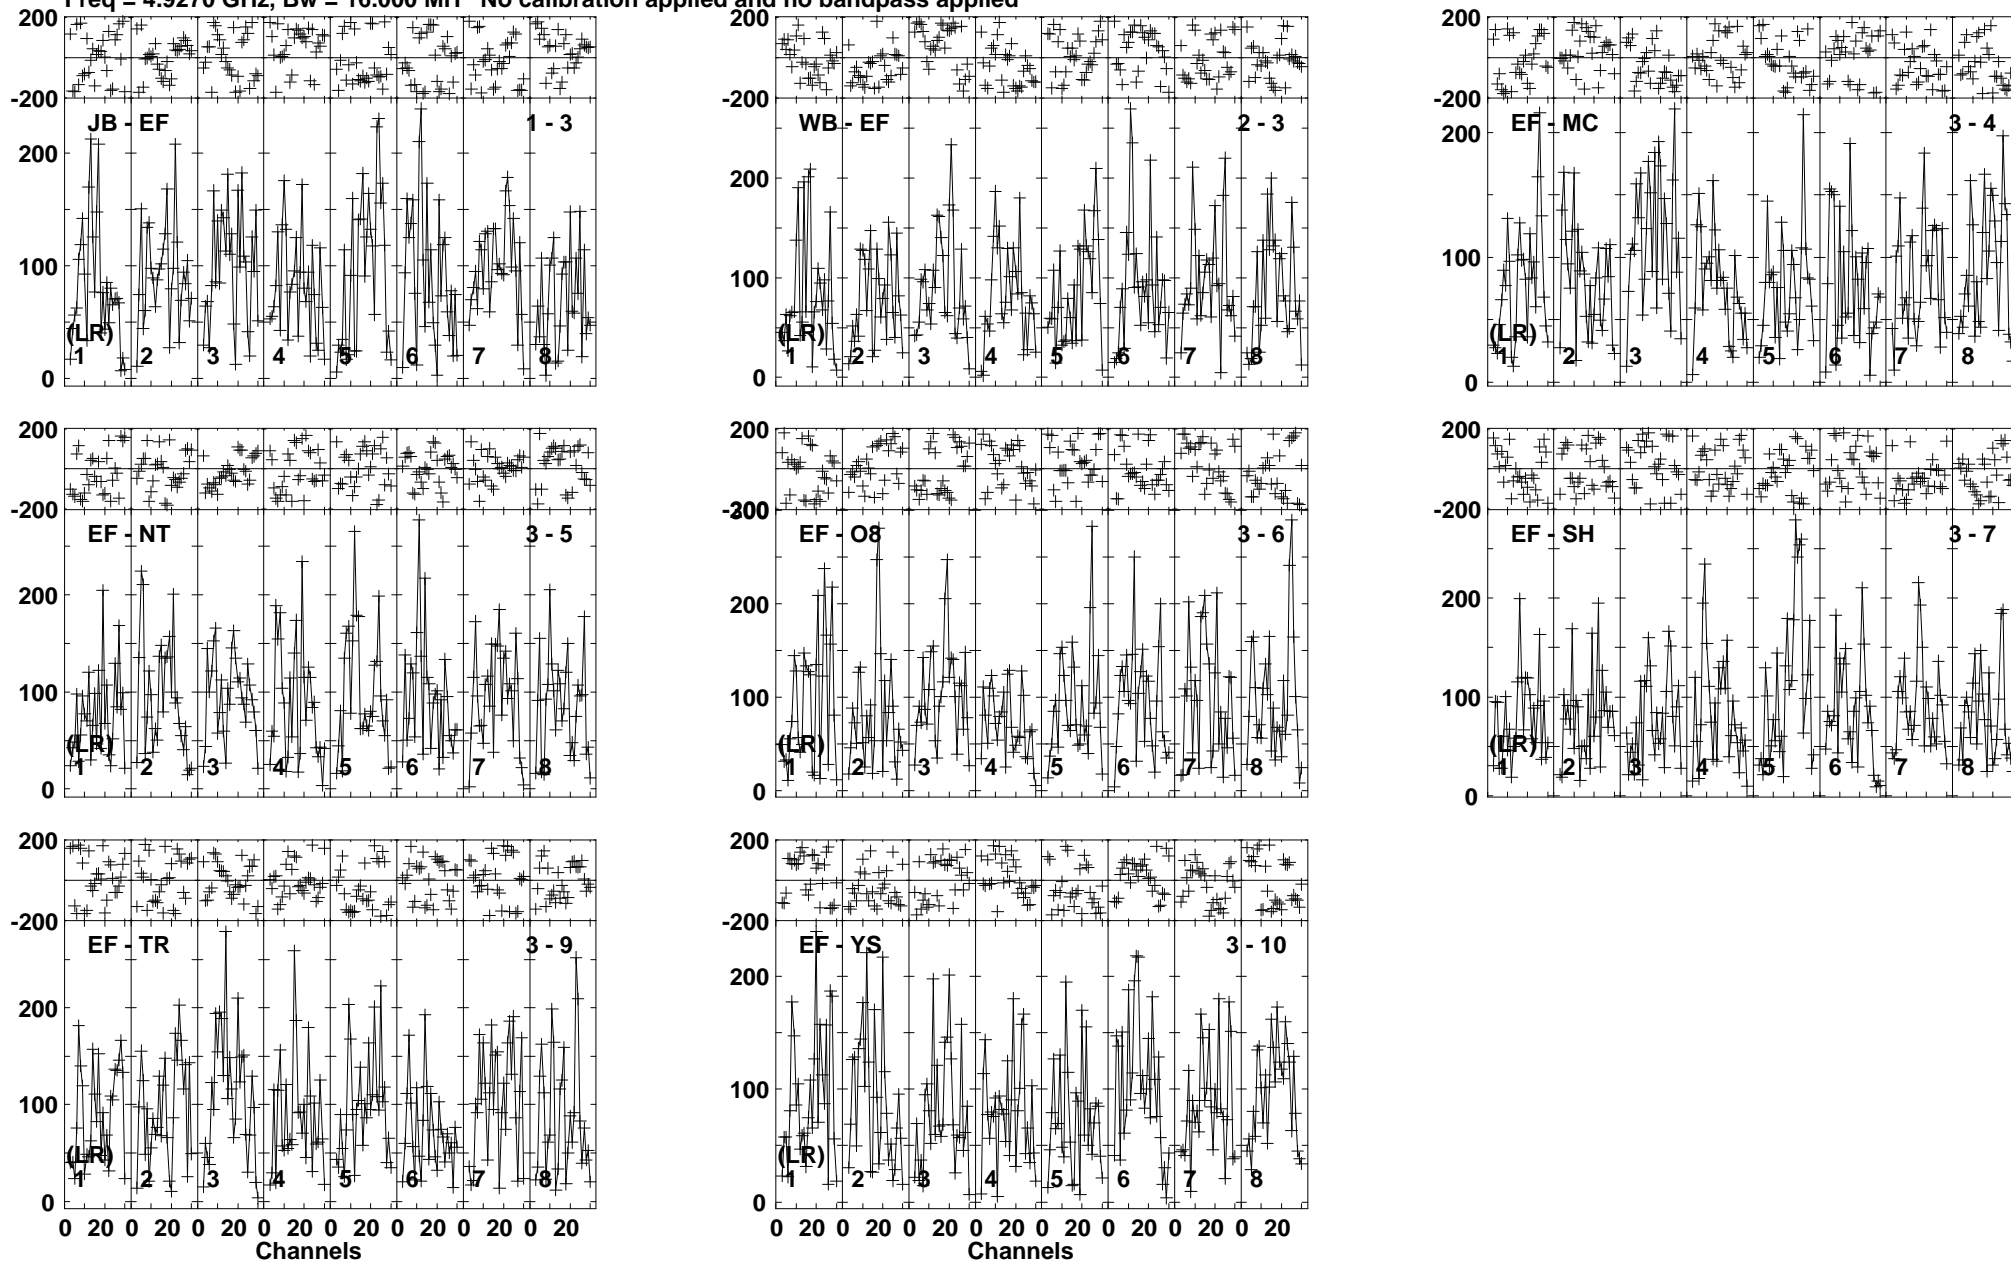 Freq = 4.9270 GHz, Bw = 16.000 MH No calibration applied and no bandpass applied
200 200 200
-200 -200 -200
JB - EF 1 - 3 WB - EF 2 - 3 EF - MC 3 - 4
200 200 200
100 100 100
(LR) (LR) (LR)
1 2 3 4 5 6 7 8 1 2 3 4 5 6 7 8 1 2 3 4 5 6 7 8
0 0 0
200 200 200
-200 -200 -200
300
EF - NT 3 - 5 EF - O8 3 - 6 EF - SH 3 - 7
200 200 200
100 100 100
(LR) (LR) (LR)
1 2 3 4 5 6 7 8 1 2 3 4 5 6 7 8 1 2 3 4 5 6 7 8
0 0 0
200 200
-200 -200
EF - TR 3 - 9 EF - YS 3 - 10
200 200
100 100
(LR) (LR)
1 2 3 4 5 6 7 8 1 2 3 4 5 6 7 8
0 0
0 20 0 20 0 20 0 20 0 20 0 20 0 20 0 20 0 20 0 20 0 20 0 20 0 20 0 20 0 20 0 20
Channels Channels